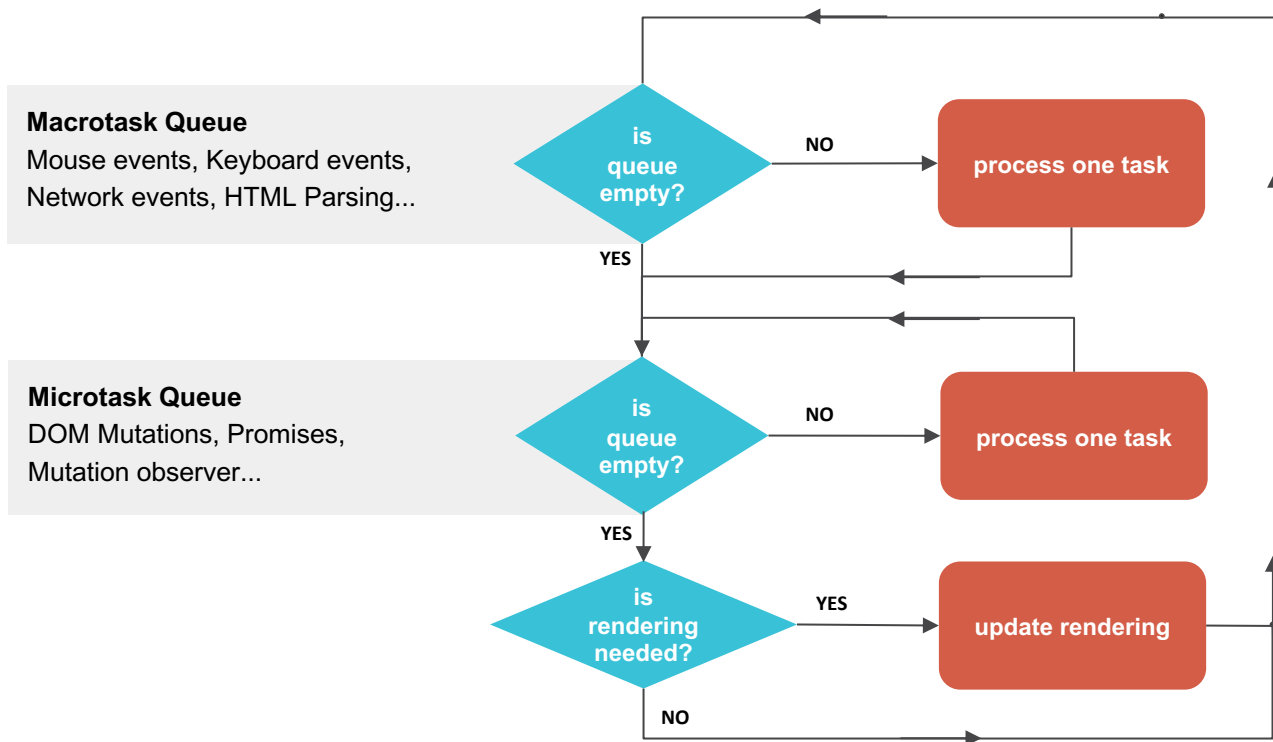 Macrotask Queue
Mouse events, Keyboard events,
Network events, HTML Parsing...
is
queue
empty?
NO
process one task
YES
Microtask Queue
DOM Mutations, Promises,
Mutation observer...
is
queue
empty?
NO
process one task
YES
is
rendering
needed?
YES
update rendering
NO